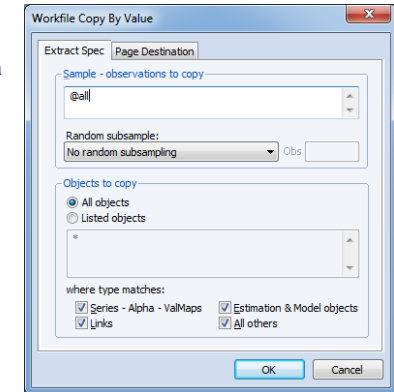 Workfile Copy By Value
Extract Spec Page Destination
Sample - observations to copy
@all
Random subsample:
No random subsampling Obs
Objects to copy
All objects
Listed objects
*
where type matches:
Series - Alpha - ValMaps Estimation & Model objects
Links All others
OK Cancel